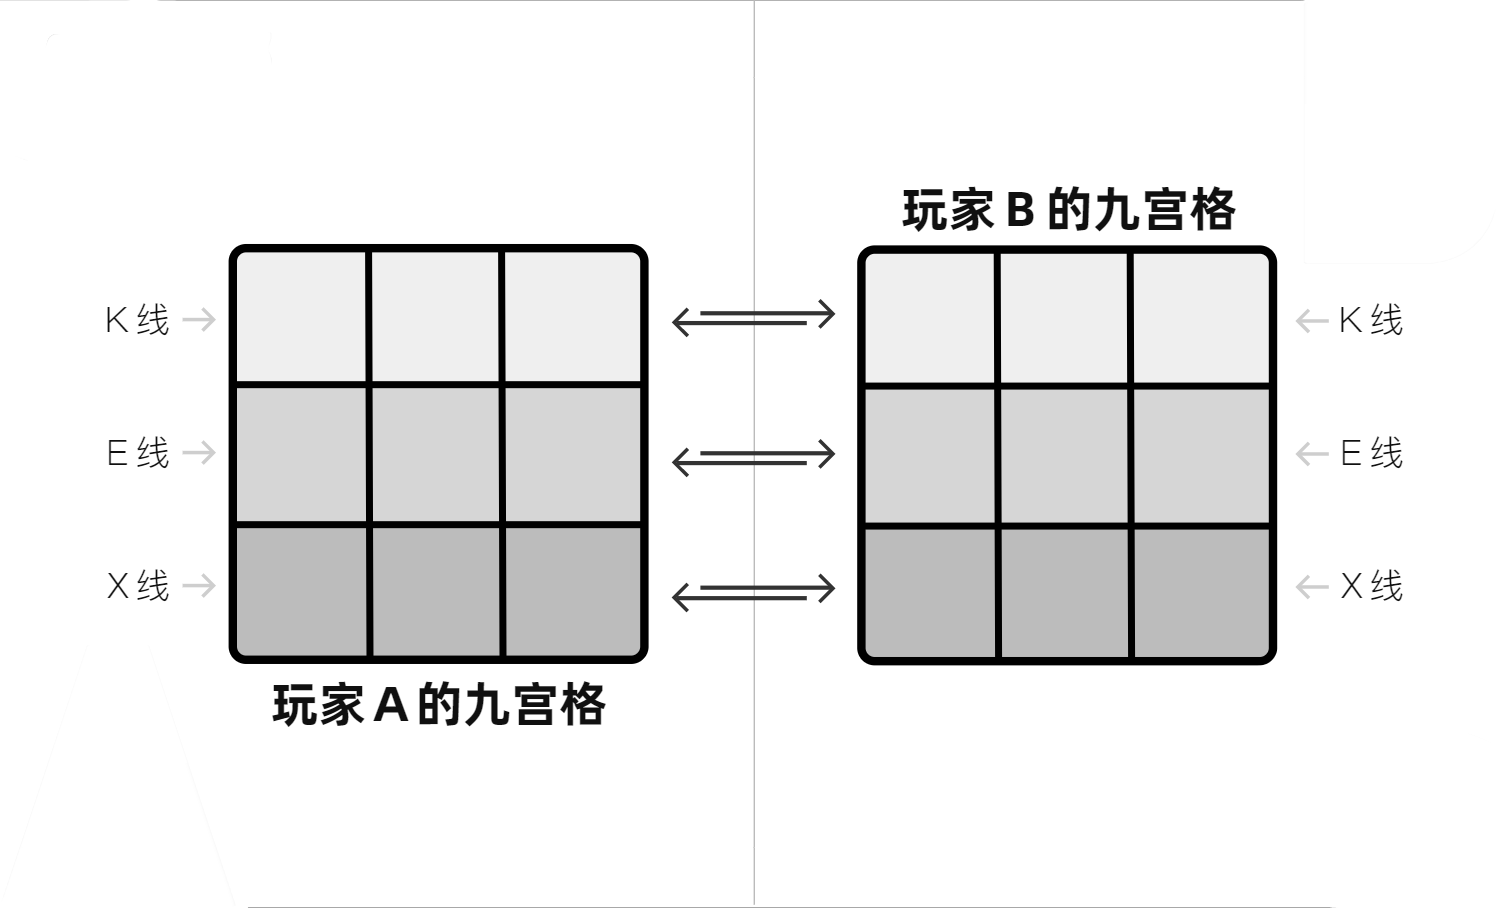 玩家 B 的九宫格
K 线
K 线
E 线
E 线
X 线
X 线
玩家 A 的九宫格